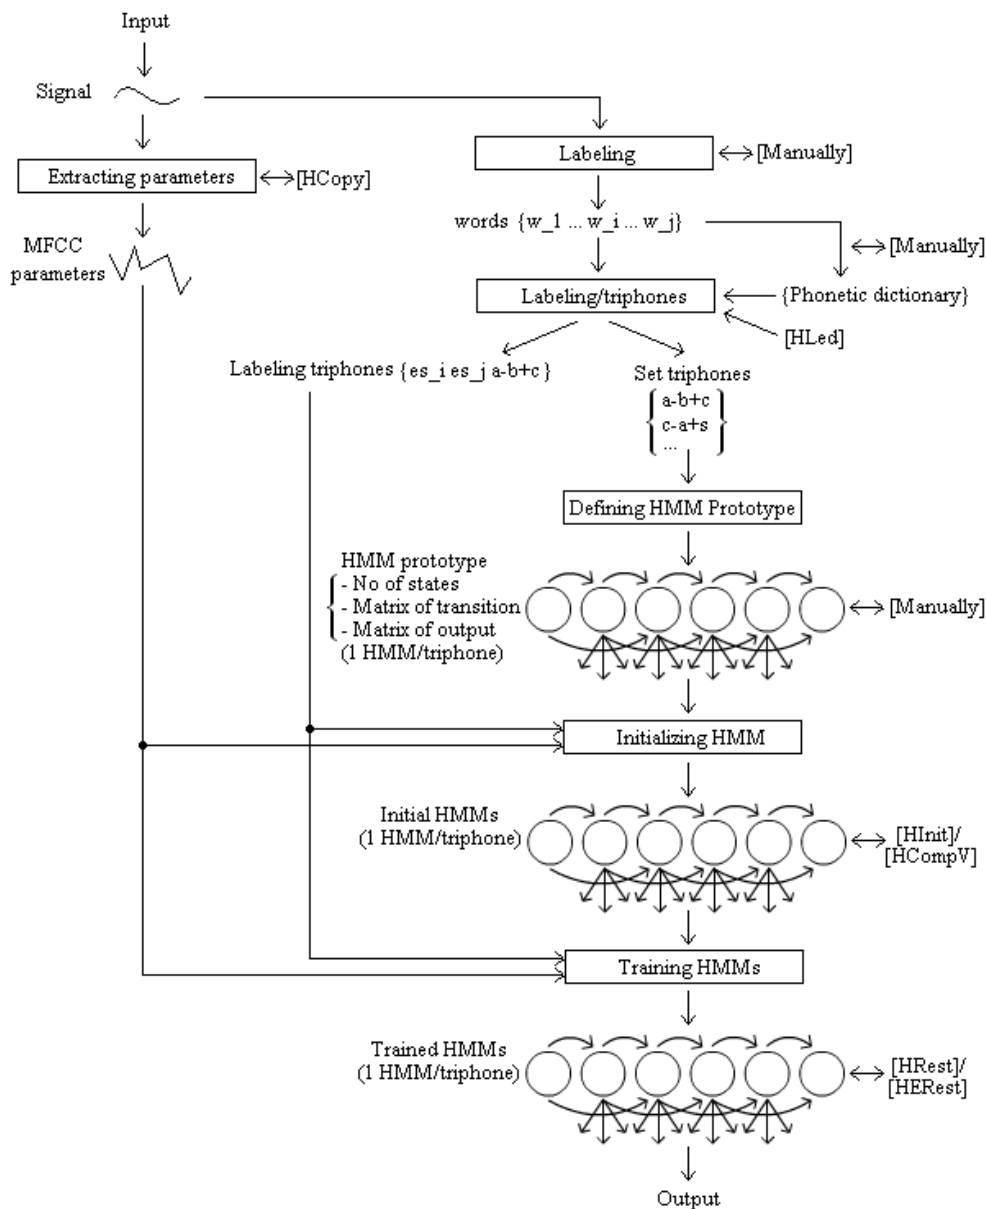 Input
Signal
Labeling
[Manually]
Extracting parameters
[HCopy]
words {w_1 ... w_i ... w_j}
[Manually]
MFCC
parameters
Labeling/triphones
{Phonetic dictionary}
[HLed]
Labeling triphones {es_i es_j a-b+c }
Set triphones
a-b+c
c-a+s
...
Defining HMM Prototype
HMM prototype
- No of states
- Matrix of transition
- Matrix of output
(1 HMM/triphone)
[Manually]
Initializing HMM
Initial HMMs
(1 HMM/triphone)
[HInit]/
[HCompV]
Training HMMs
Trained HMMs
(1 HMM/triphone)
[HRest]/
[HERest]
Output